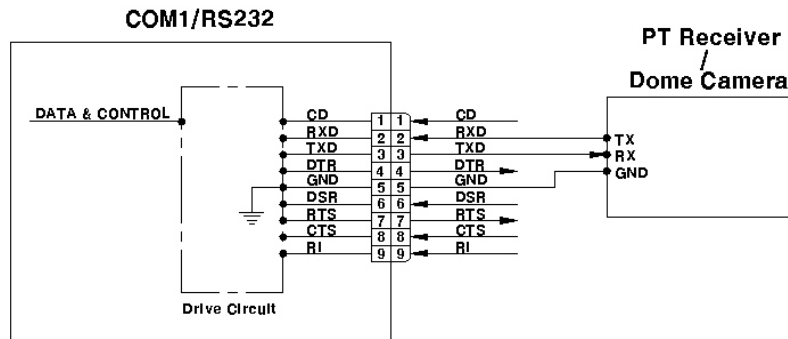 COM1/RS232
PT Receiver
/
Dome Camera
DATA & CONTROL
CD 1 1 CD
RXD 2 2 RXD TX
TXD 3 3 TXD RX
DTR 4 4 DTR
GND 5 5 GND GND
DSR 6 6 DSR
RTS 7 7 RTS
CTS 8 8 CTS
RI 9 9 RI
Drive Circuit